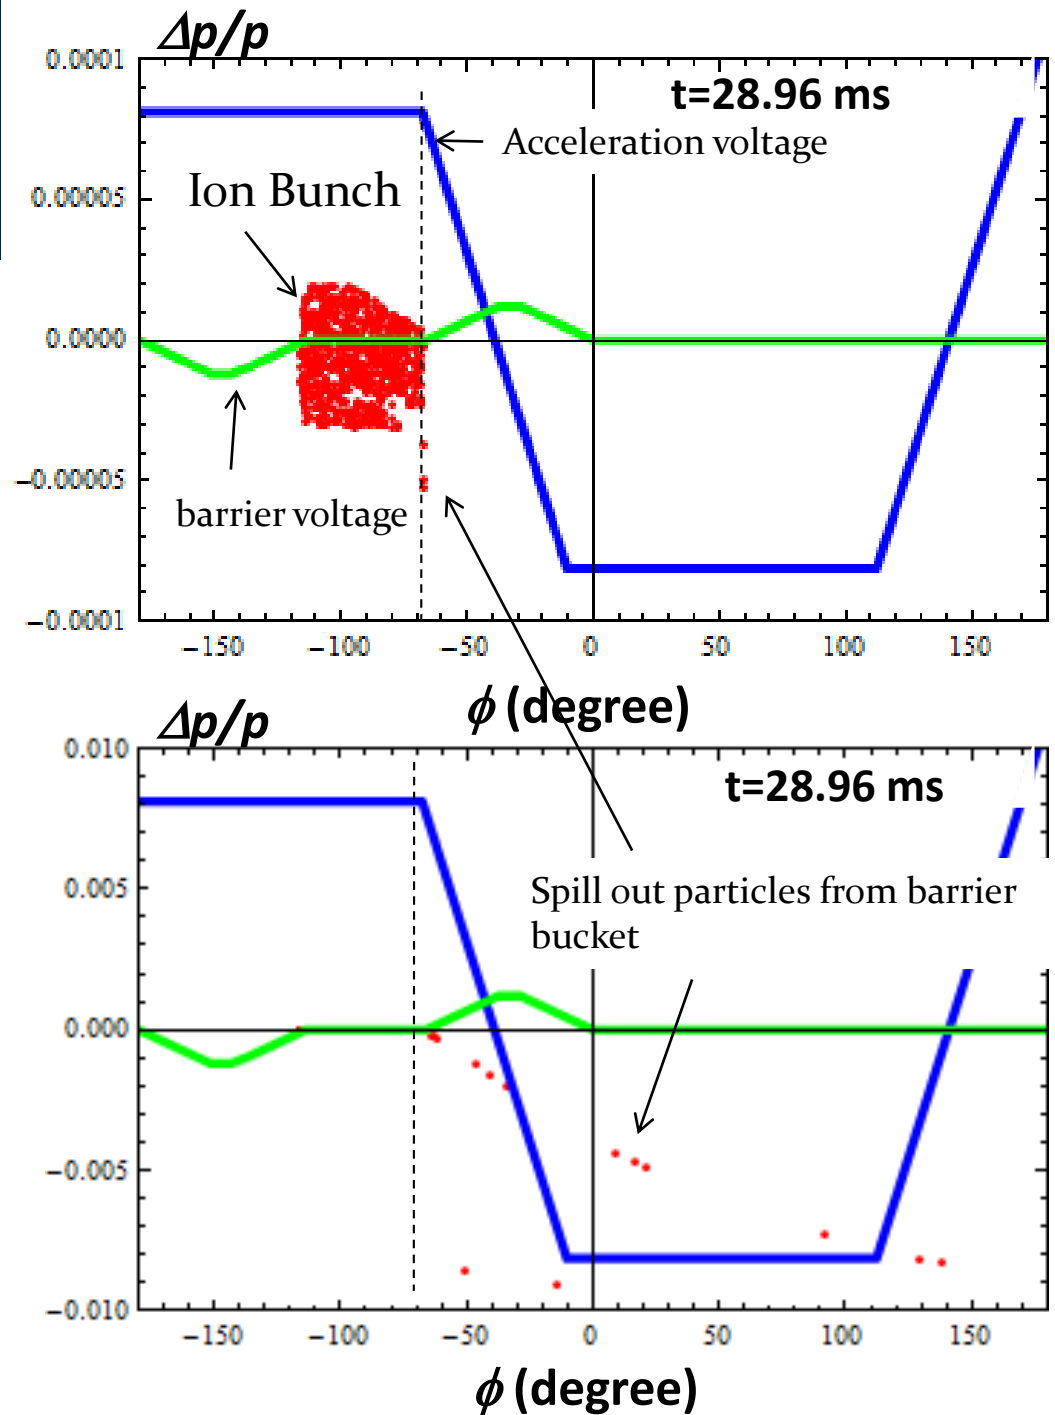 Δp/p
0.0001
t=28.96 ms
Acceleration voltage
Ion Bunch
0.00005
0.0000
barrier voltage
−0.00005
−0.0001
−150 −100 −50 0 50 100 150
ϕ (degree)
Δp/p
0.010
t=28.96 ms
0.005
Spill out particles from barrier
bucket
0.000
−0.005
−0.010
−150 −100 −50 0 50 100 150
ϕ (degree)